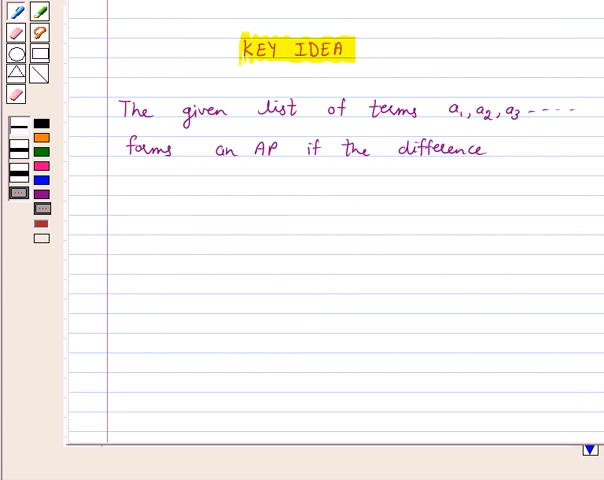 KEY IDEA
The given list of terms a₁, a₂, a₃ -----
forms an AP if the difference